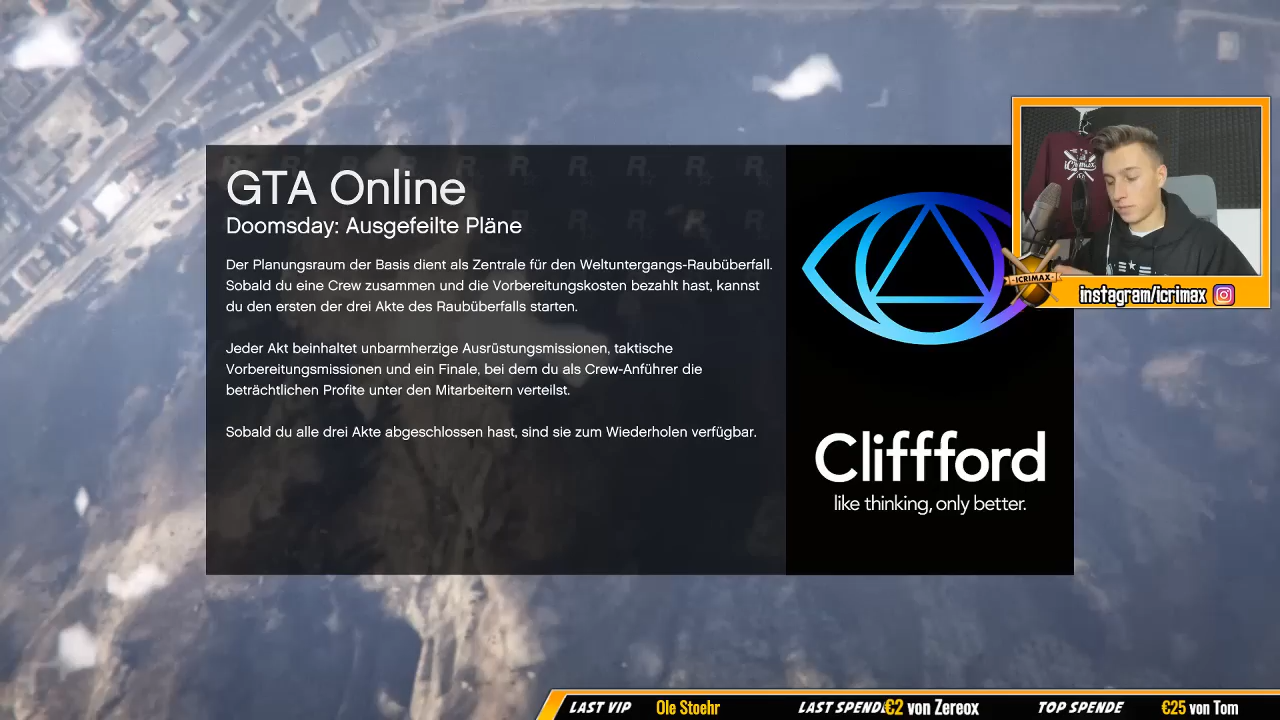 GTA Online
Doomsday: Ausgefeilte Pläne
Der Planungsraum der Basis dient als Zentrale für den Weltuntergangs-Raubüberfall.
Sobald du eine Crew zusammen und die Vorbereitungskosten bezahlt hast, kannst
du den ersten der drei Akte des Raubüberfalls starten.
Jeder Akt beinhaltet unbarmherzige Ausrüstungsmissionen, taktische
Vorbereitungsmissionen und ein Finale, bei dem du als Crew-Anführer die
beträchtlichen Profite unter den Mitarbeitern verteilst.
Sobald du alle drei Akte abgeschlossen hast, sind sie zum Wiederholen verfügbar.
Cliffford
like thinking, only better.
iCrimax
ICRIMAX
instagram/icrimax
LAST VIP Ole Stoehr LAST SPEND €2 von Zereox TOP SPENDE €25 von Tom